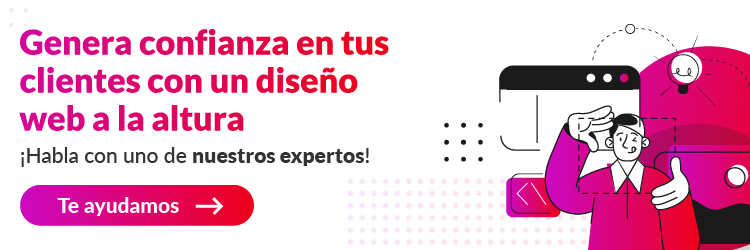 Genera confianza en tus
clientes con un diseño
web a la altura
¡Habla con uno de nuestros expertos!
Te ayudamos